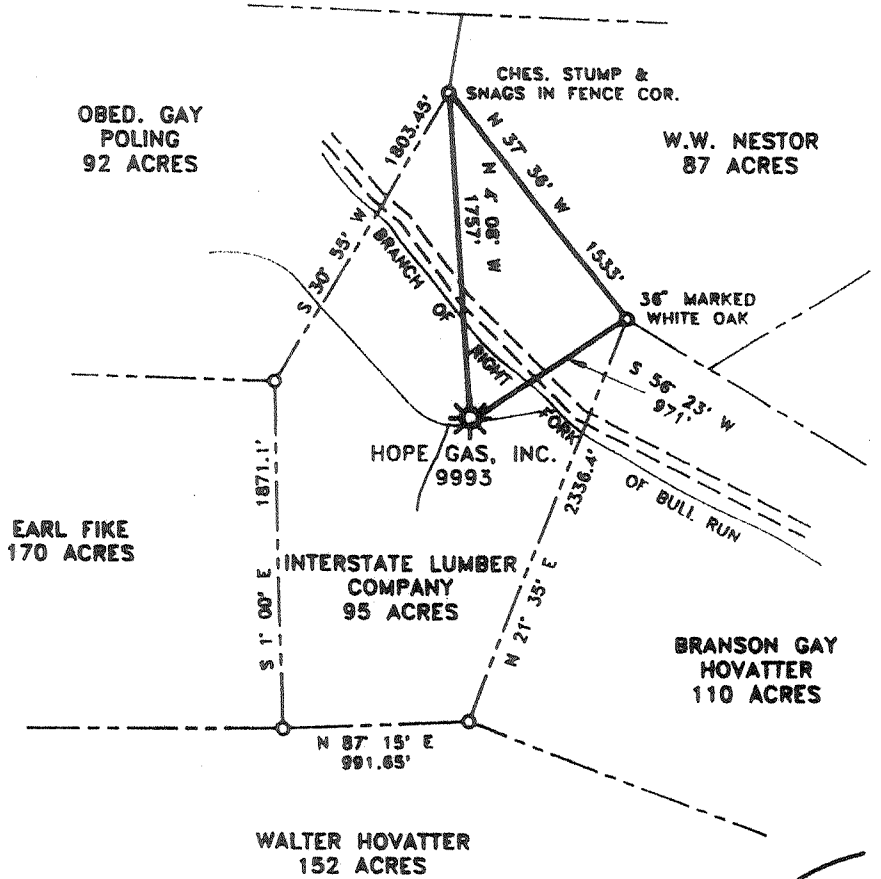 CHES. STUMP &
SNAGS IN FENCE COR.
OBED. GAY
POLING
92 ACRES
W.W. NESTOR
87 ACRES
1803.45'
S 30° 55' W
N 4° 08' W
1757'
N 37° 36' W
1533'
BRANCH OF RIGHT FORK OF BULL RUN
36" MARKED
WHITE OAK
S 56° 23' W
971'
HOPE GAS, INC.
9993
1871.1'
S 1° 00' E
2336.4'
N 21° 35' E
EARL FIKE
170 ACRES
INTERSTATE LUMBER
COMPANY
95 ACRES
BRANSON GAY
HOVATTER
110 ACRES
N 87° 15' E
991.65'
WALTER HOVATTER
152 ACRES